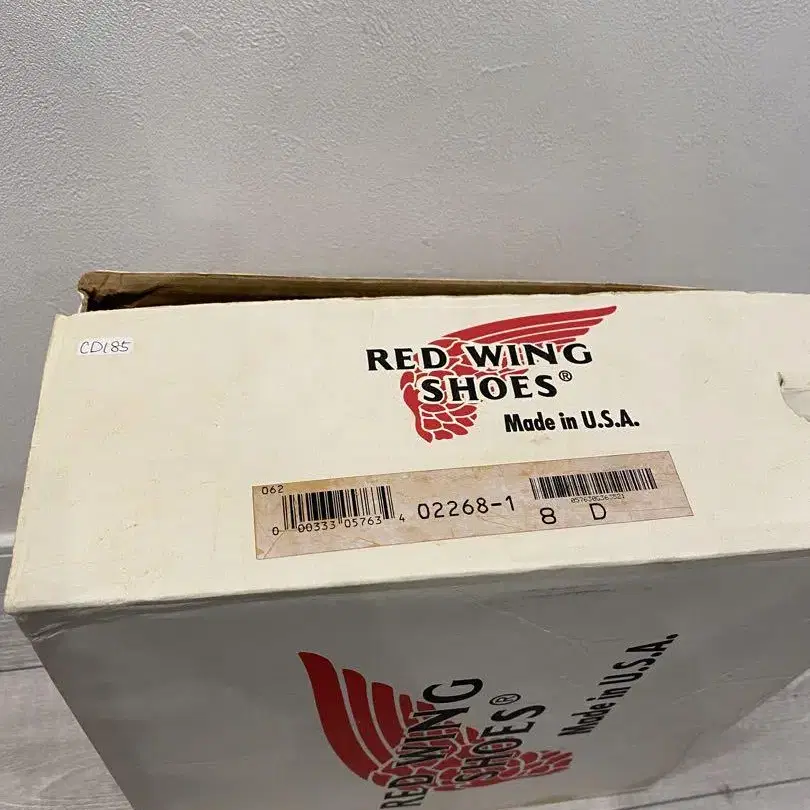 CD185
RED WING
SHOES®
Made in U.S.A.
062
0 00333 05763 4
02268-1
8 D
RED WING
SHOES®
Made in U.S.A.